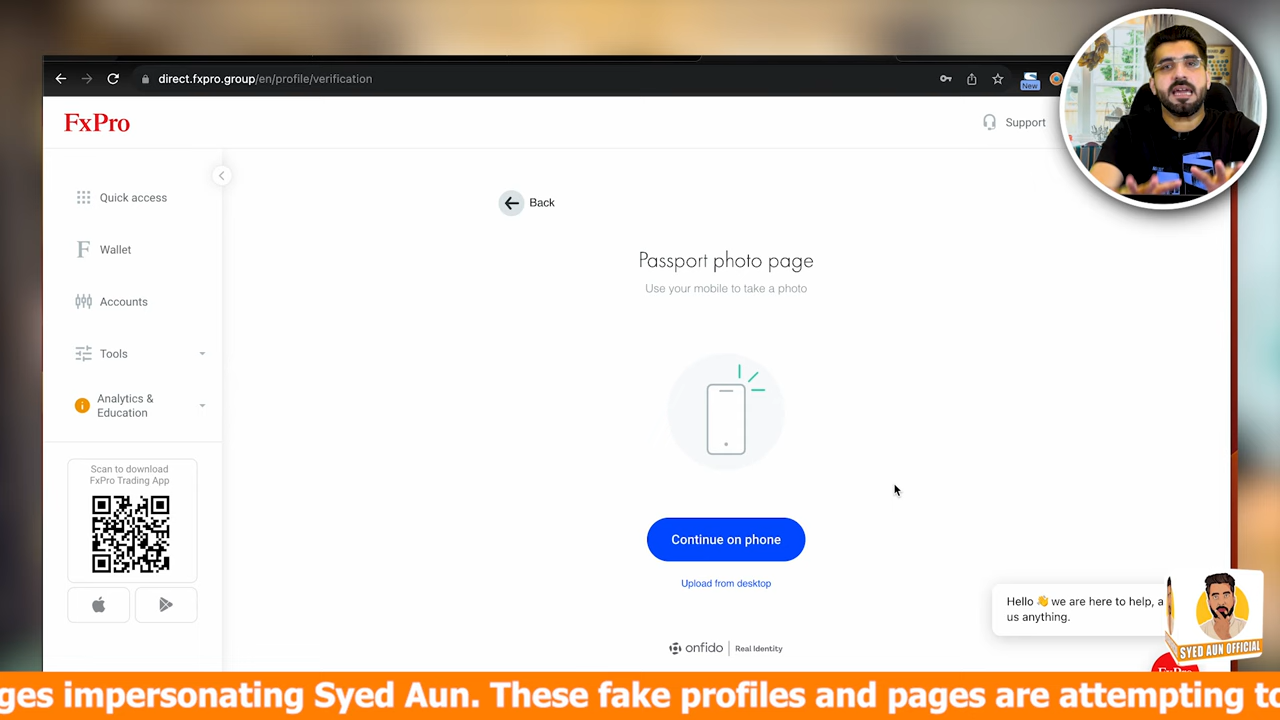 direct.fxpro.group/en/profile/verification
New
FxPro
Support
Quick access
Wallet
Accounts
Tools
Analytics &
Education
Scan to download
FxPro Trading App
Back
Passport photo page
Use your mobile to take a photo
Continue on phone
Upload from desktop
onfido | Real Identity
Hello 👋 we are here to help, a
us anything.
SYED AUN OFFICIAL
FxPro
ges impersonating Syed Aun. These fake profiles and pages are attempting to